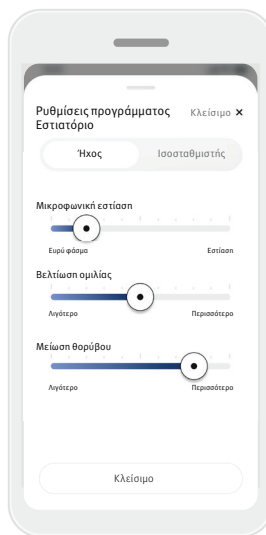 Ρυθμίσεις προγράμματος
Εστιατόριο
Κλείσιμο ×
Ήχος
Ισοσταθμιστής
Μικροφωνική εστίαση
Ευρύ φάσμα
Εστίαση
Βελτίωση ομιλίας
Λιγότερο
Περισσότερο
Μείωση θορύβου
Λιγότερο
Περισσότερο
Κλείσιμο